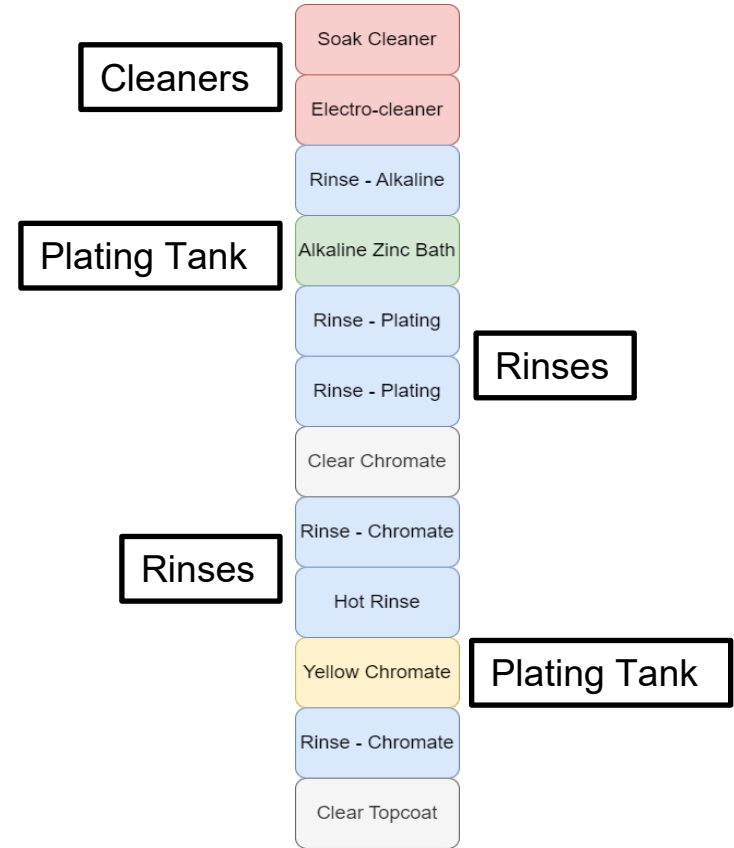 Soak Cleaner
Cleaners
Electro-cleaner
Rinse - Alkaline
Plating Tank
Alkaline Zinc Bath
Rinse - Plating
Rinses
Rinse - Plating
Clear Chromate
Rinse - Chromate
Rinses
Hot Rinse
Yellow Chromate
Plating Tank
Rinse - Chromate
Clear Topcoat